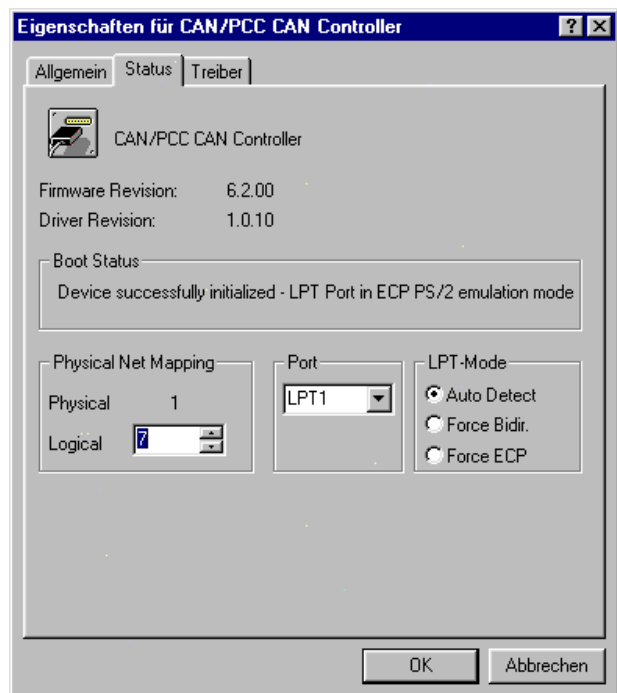 Eigenschaften für CAN/PCC CAN Controller
Allgemein Status Treiber
CAN/PCC CAN Controller
Firmware Revision: 6.2.00
Driver Revision: 1.0.10
Boot Status
Device successfully initialized - LPT Port in ECP PS/2 emulation mode
Physical Net Mapping
Physical 1
Logical 7
Port
LPT1
LPT-Mode
Auto Detect
Force Bidir.
Force ECP
OK Abbrechen